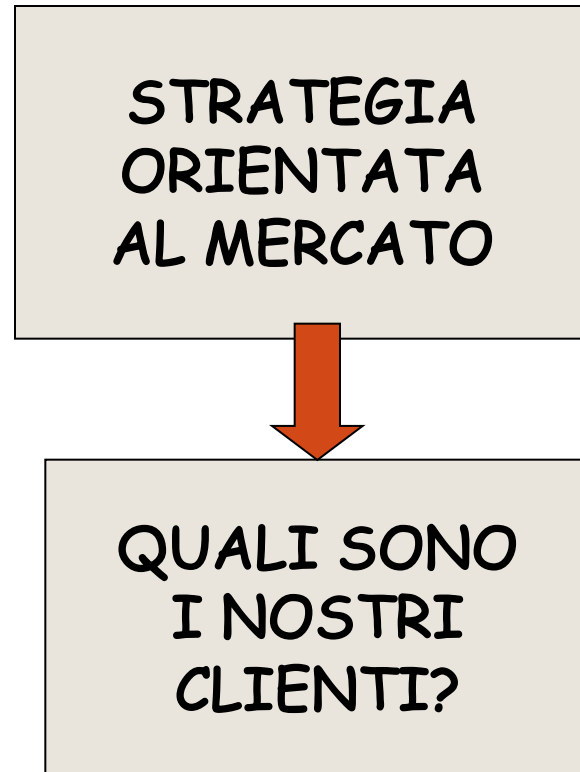 STRATEGIA
ORIENTATA
AL MERCATO
QUALI SONO
I NOSTRI
CLIENTI?